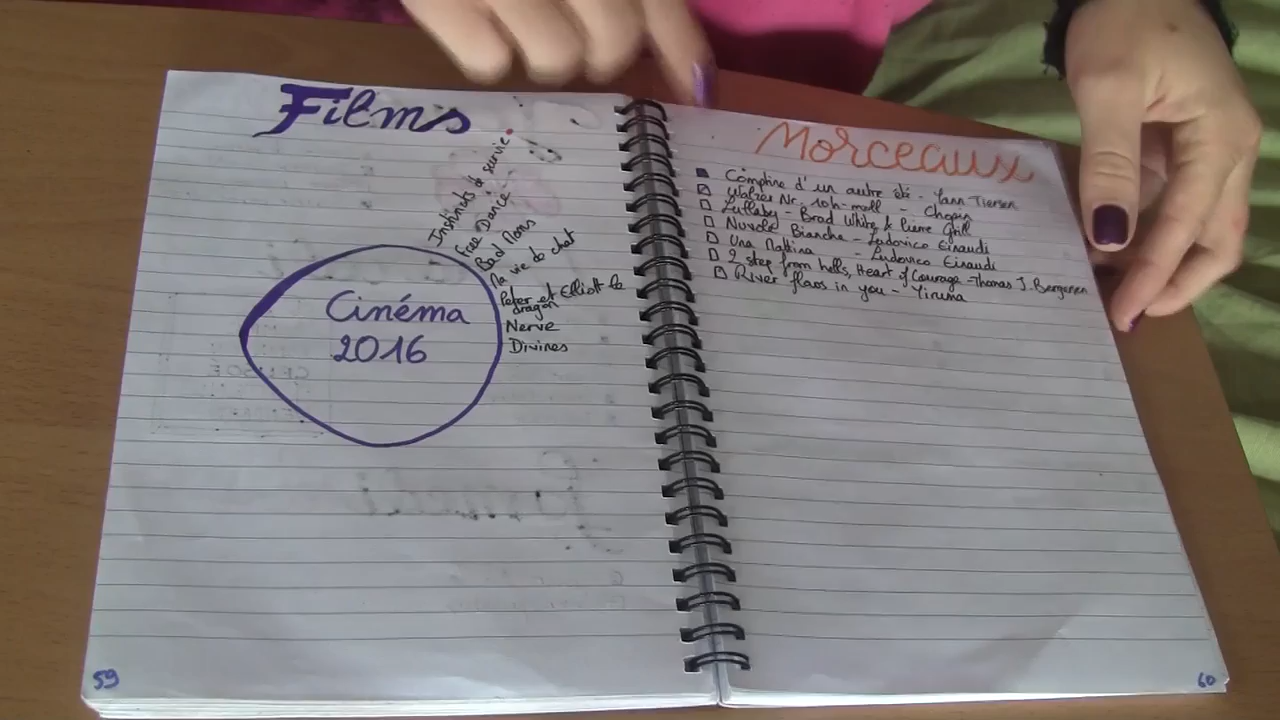 Films
Instincts de survie
Free Dance
Bad Moms
Ma vie de chat
Peter et Elliott le
dragon
Nerve
Divines
Cinéma
2016
59
Morceaux
Comptine d'un autre été - Yann Tiersen
Walzer Nr. 10 h-moll - Chopin
Lullaby - Brad White & Pierre Grill
Nuvole Bianche - Ludovico Einaudi
Una Mattina - Ludovico Einaudi
2 step from hells, Heart of Courage - Thomas J. Bergersen
River flows in you - Yiruma
60